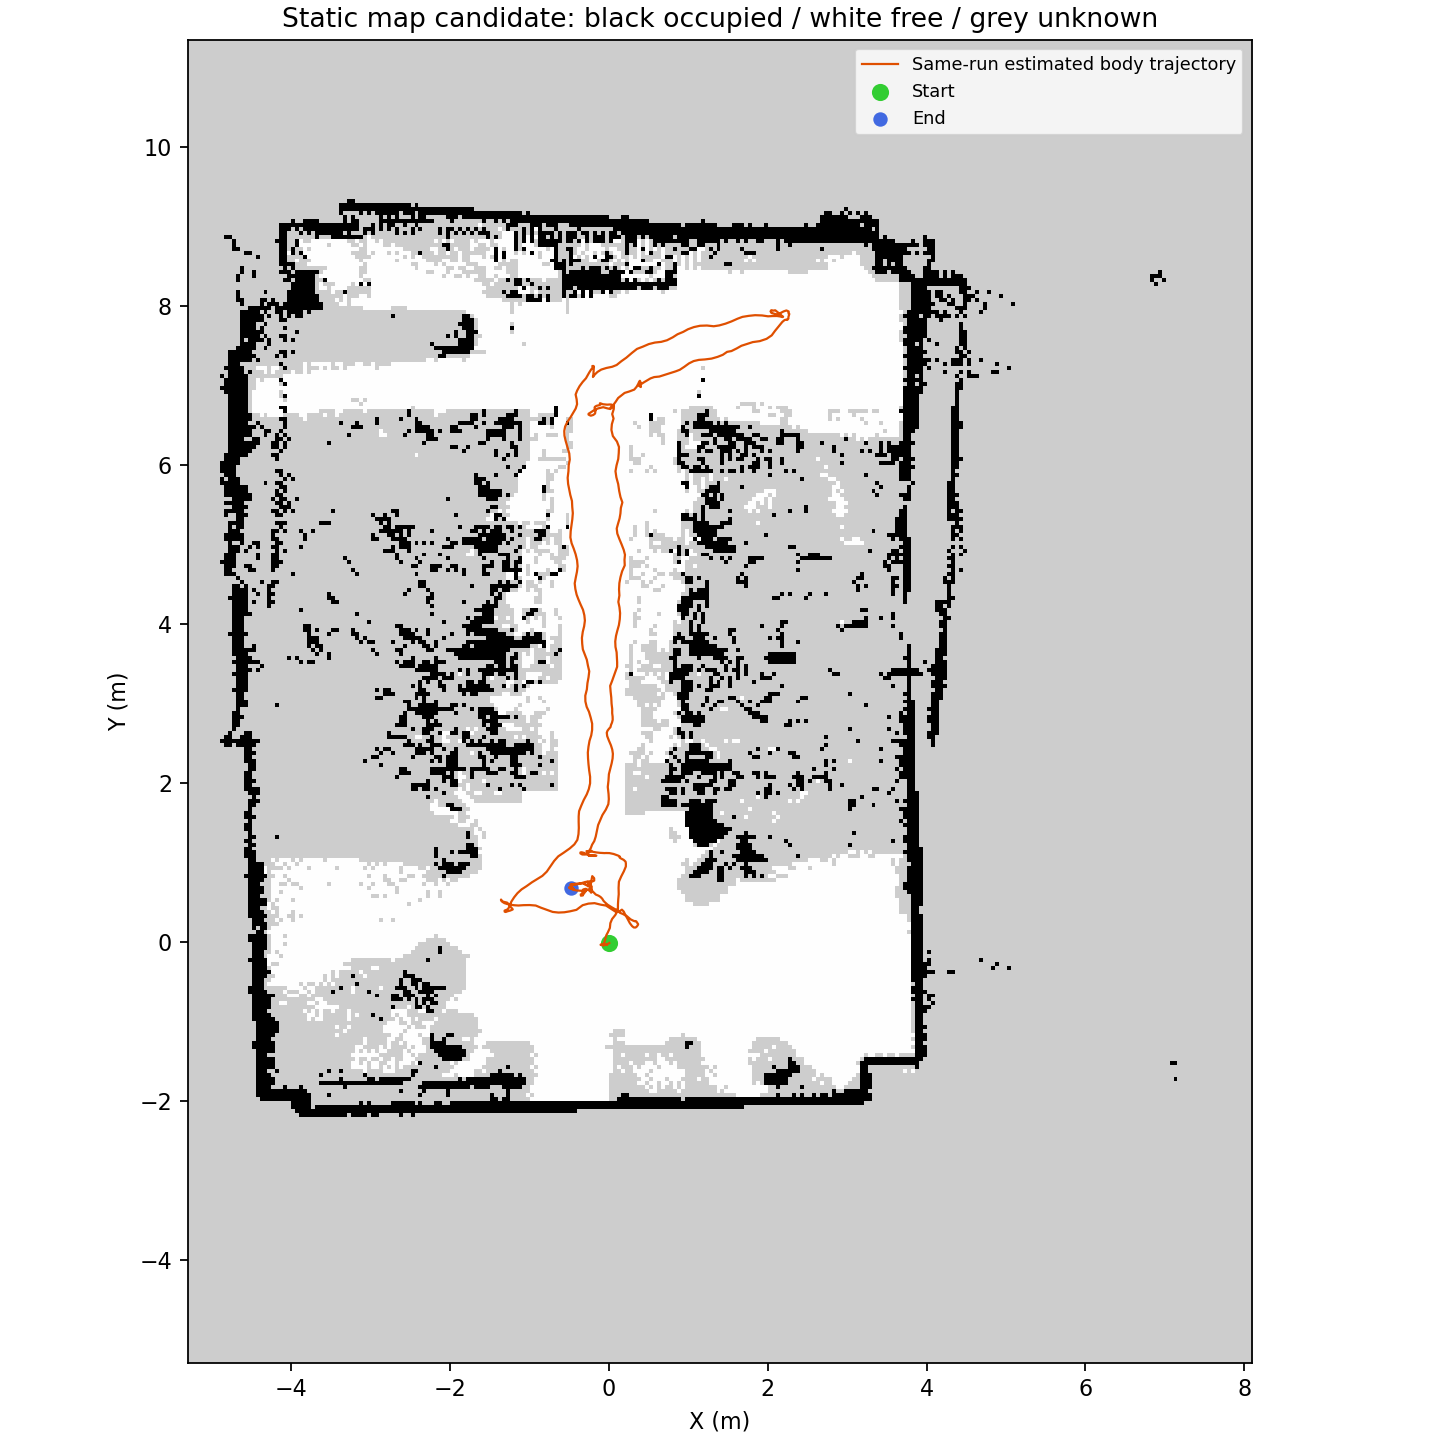 Static map candidate: black occupied / white free / grey unknown
Same-run estimated body trajectory
Start
End
10
8
6
4
2
0
−2
−4
Y (m)
−4
−2
0
2
4
6
8
X (m)